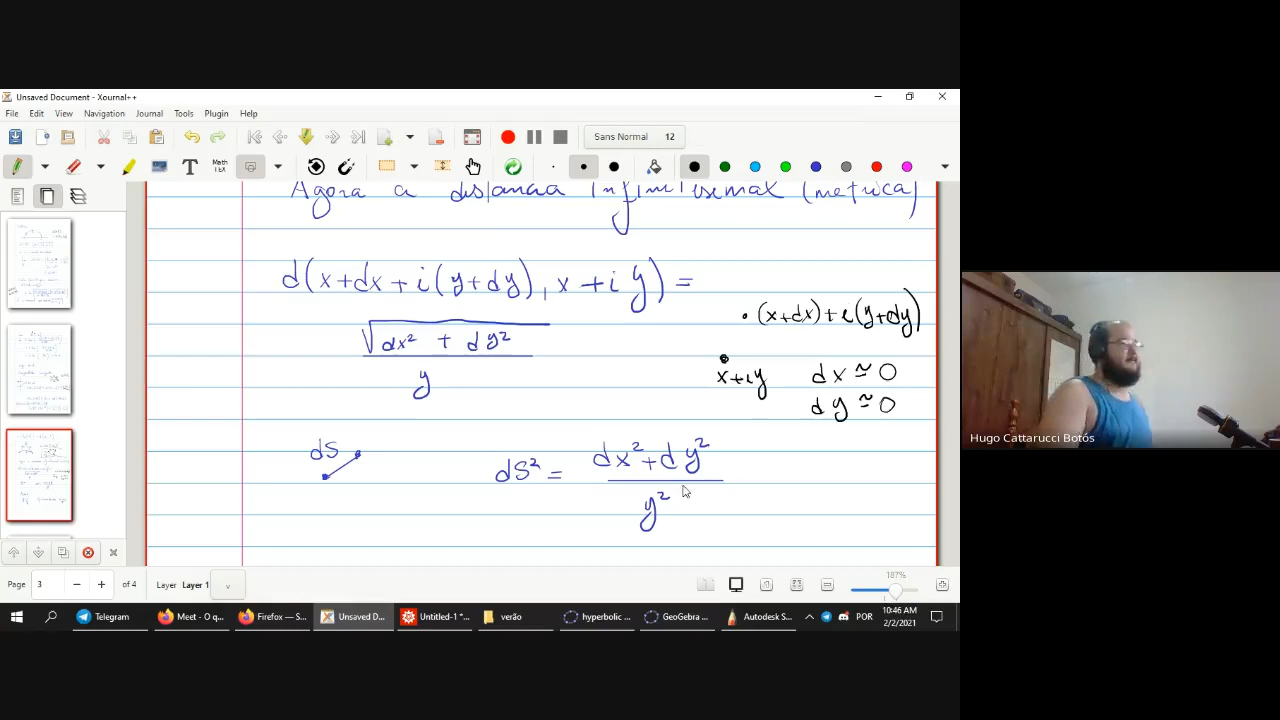 Unsaved Document - Xournal++
File Edit View Navigation Journal Tools Plugin Help
Sans Normal 12
Math
TEX
Agora a distancia infinitesimal (metrica)
d(x+dx+i(y+dy), x+iy) =
√dx² + dy²
y
• (x+dx)+i(y+dy)
x+iy
dx ≃ 0
dy ≃ 0
dS
dS² = dx²+dy²
y²
Hugo Cattarucci Botós
Page 3 of 4 Layer Layer 1 187%
Telegram Meet - O q... Firefox — S... Unsaved D... Untitled-1 *... verão hyperbolic ... GeoGebra ... Autodesk S... POR
10:46 AM
2/2/2021